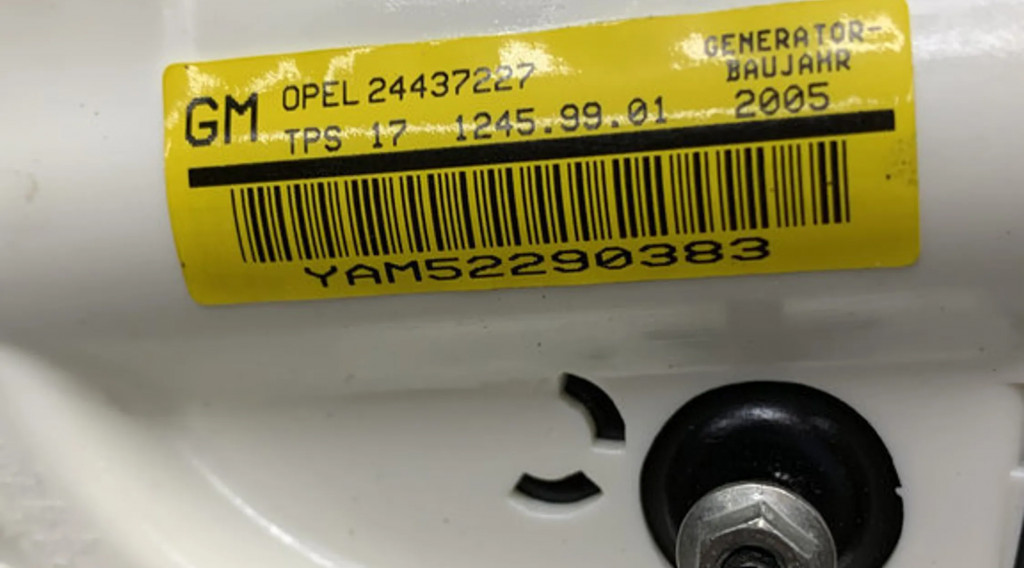 GM
OPEL 24437227
TPS 17 1245.99.01
GENERATOR-
BAUJAHR
2005
YAM52290383